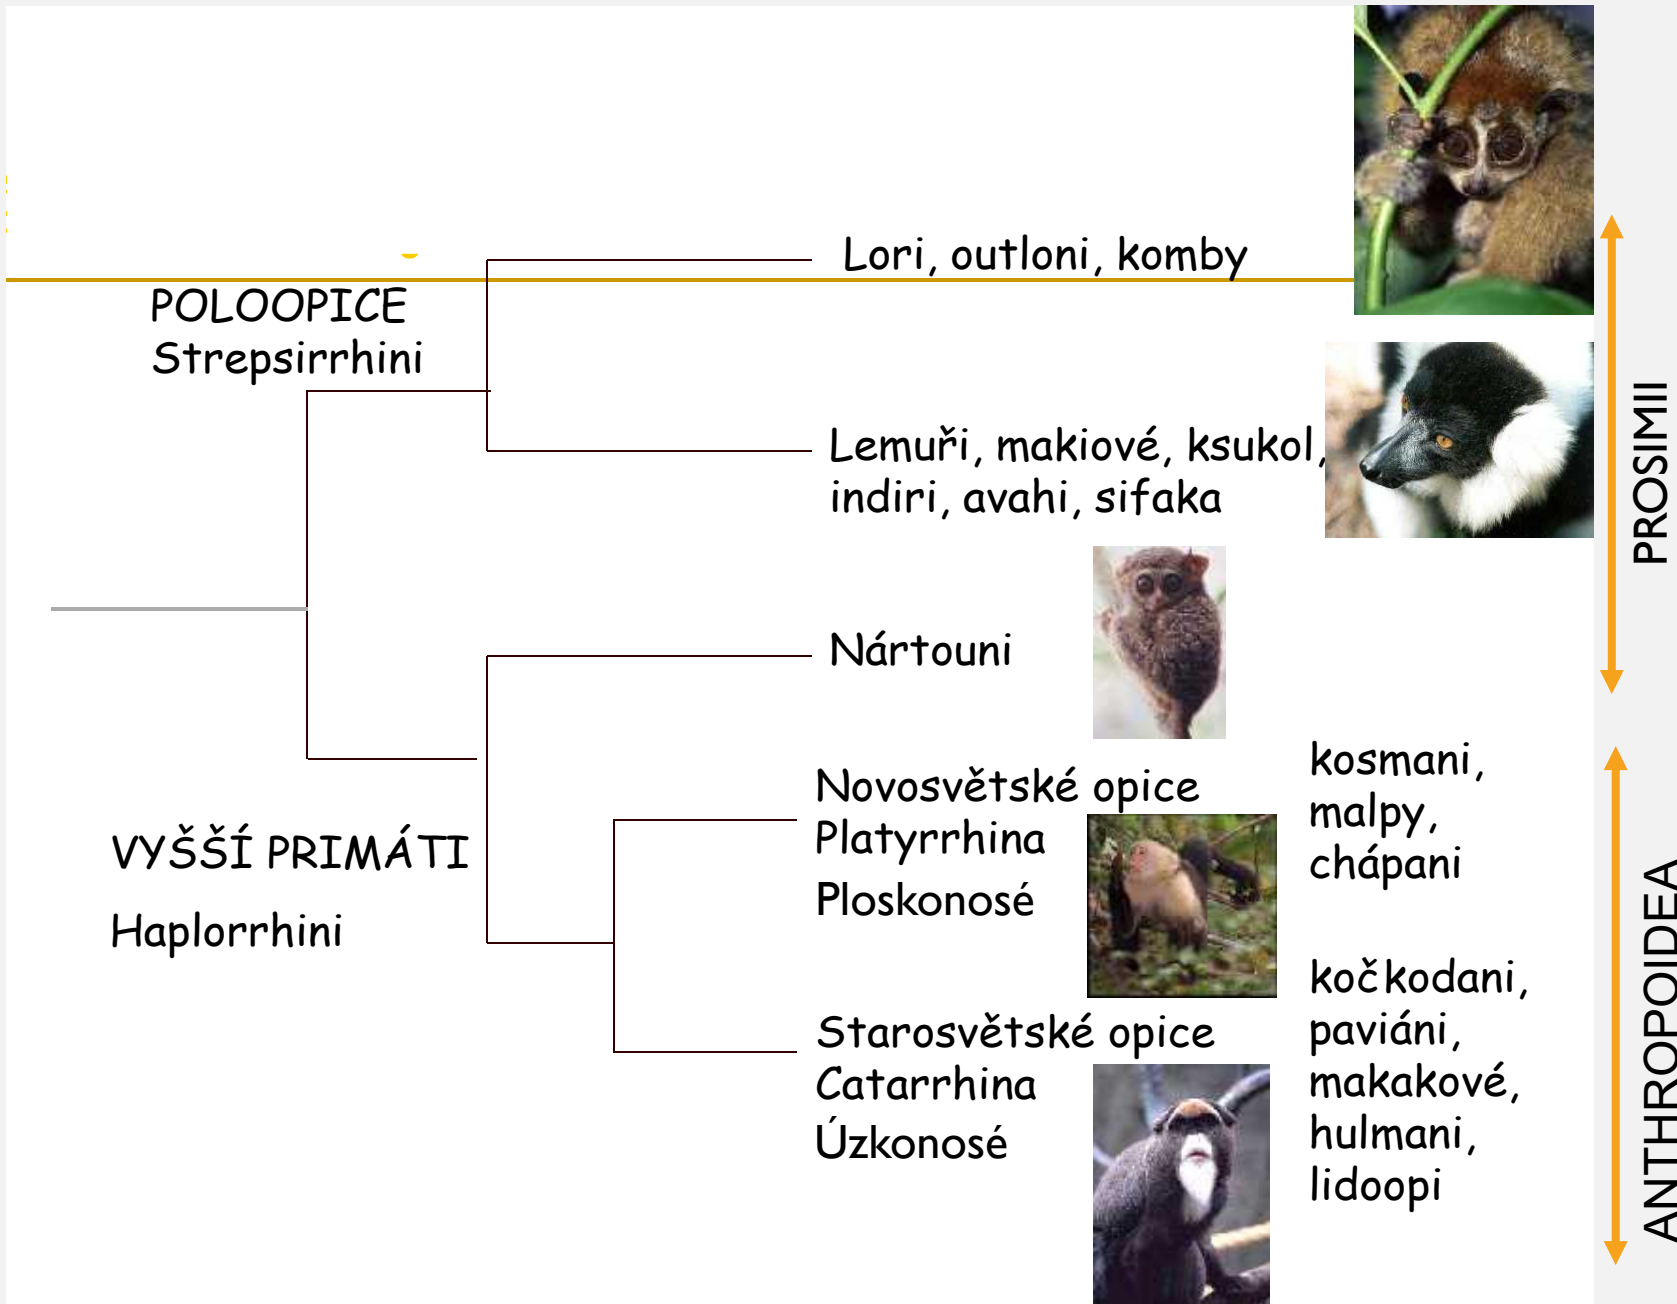 Lori, outloni, komby
POLOOPICE
Strepsirrhini
Lemuři, makiové, ksukol,
indiri, avahi, sifaka
PROSIMII
Nártouni
Novosvětské opice
Platyrrhina
Ploskonosé
kosmani,
malpy,
chápani
VYŠŠÍ PRIMÁTI
Haplorrhini
Starosvětské opice
Catarrhina
Úzkonosé
kočkodani,
paviáni,
makakové,
hulmani,
lidoopi
ANTHROPOIDEA